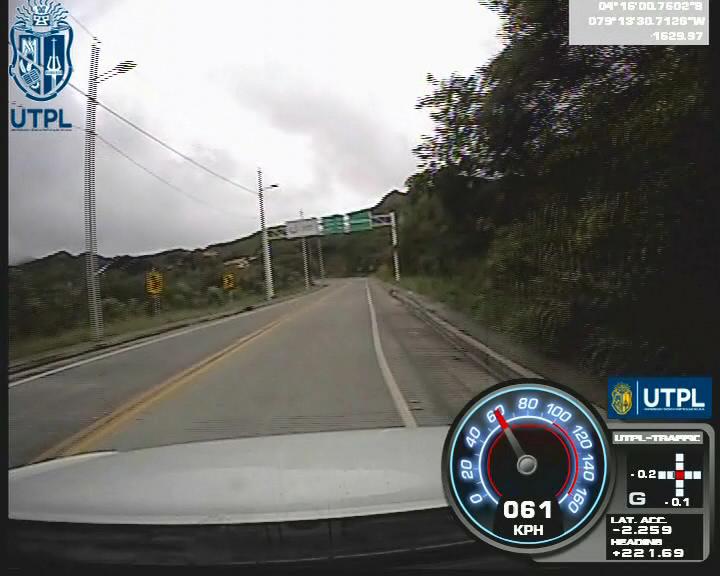 04°16'00.7602"S
079°13'30.7126"W
1629.97
UTPL
UTPL
UTPL-TRAFFIC
-0.2
G
-0.1
LAT. ACC.
-2.259
HEADING
+221.69
0
20
40
60
80
100
120
140
160
061
KPH